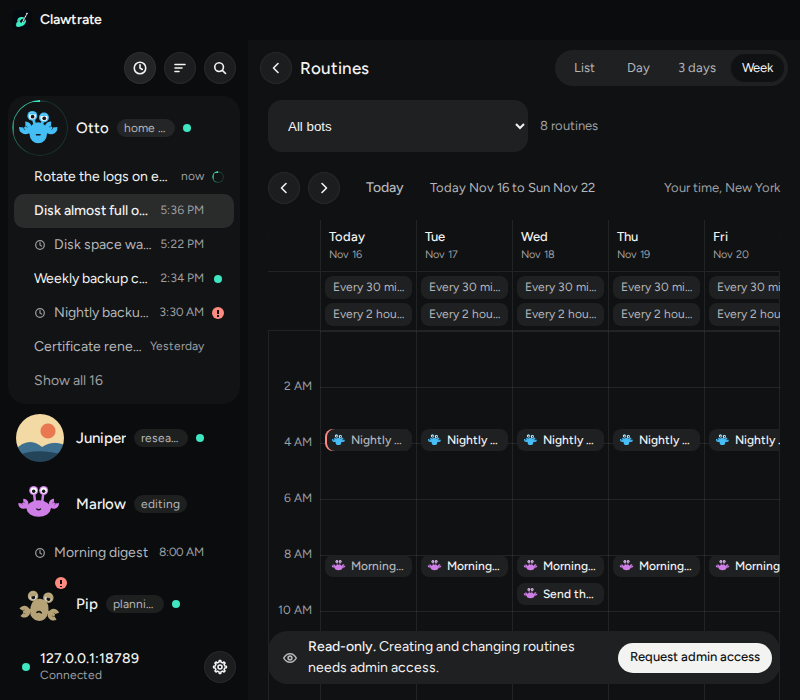 Clawtrate
Otto home ...
Rotate the logs on e... now
Disk almost full o... 5:36 PM
Disk space wa... 5:22 PM
Weekly backup c... 2:34 PM
Nightly backu... 3:30 AM
Certificate rene... Yesterday
Show all 16
Juniper resea...
Marlow editing
Morning digest 8:00 AM
Pip planni...
127.0.0.1:18789
Connected
Routines
List Day 3 days Week
All bots 8 routines
Today Today Nov 16 to Sun Nov 22 Your time, New York
Today Tue Wed Thu Fri
Nov 16 Nov 17 Nov 18 Nov 19 Nov 20
Every 30 mi... Every 30 mi... Every 30 mi... Every 30 mi... Every 30 mi
Every 2 hou... Every 2 hou... Every 2 hou... Every 2 hou... Every 2 hou
2 AM
4 AM Nightly ... Nightly ... Nightly ... Nightly ... Nightly .
6 AM
8 AM Morning... Morning... Morning... Morning... Morning
Send th...
10 AM
Read-only. Creating and changing routines
needs admin access.
Request admin access